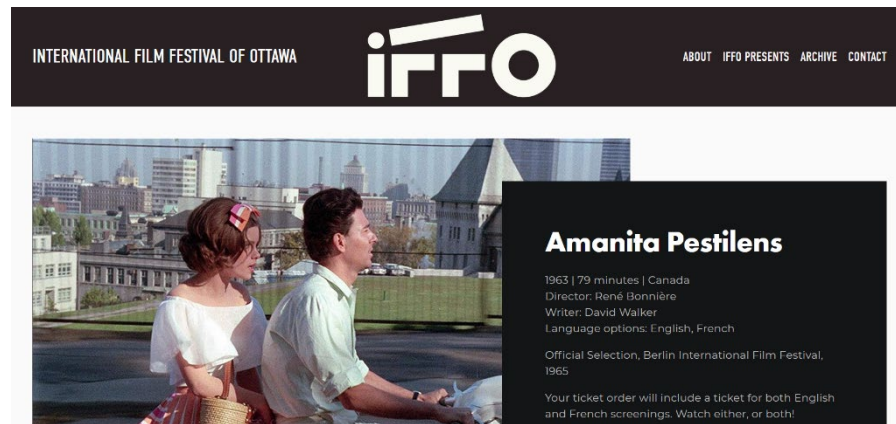 INTERNATIONAL FILM FESTIVAL OF OTTAWA
iFFO
ABOUT IFFO PRESENTS ARCHIVE CONTACT
Amanita Pestilens
1963 | 79 minutes | Canada
Director: René Bonnière
Writer: David Walker
Language options: English, French
Official Selection, Berlin International Film Festival,
1965
Your ticket order will include a ticket for both English
and French screenings. Watch either, or both!